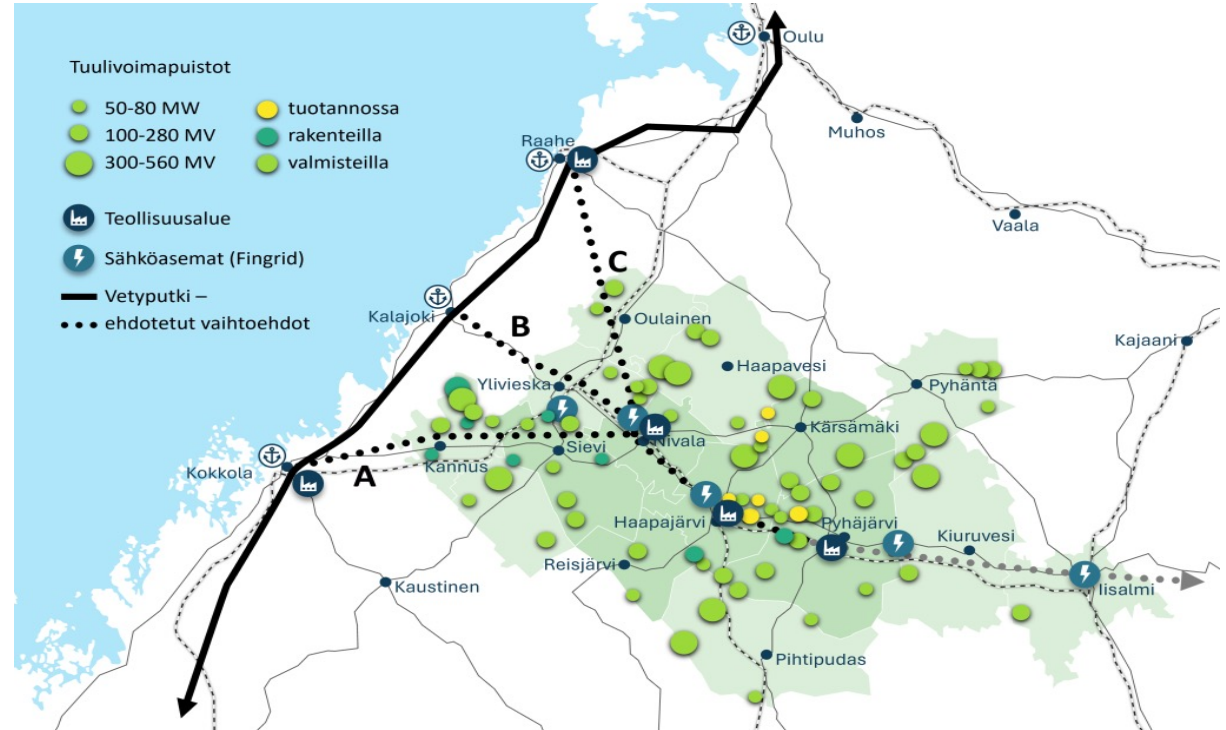 Tuulivoimapuistot
50-80 MW
100-280 MV
300-560 MV
tuotannossa
rakenteilla
valmisteilla
Teollisuusalue
Sähköasemat (Fingrid)
Vetyputki –
ehdotetut vaihtoehdot
Oulu
Muhos
Raahe
Vaala
C
Kalajoki
B
Oulainen
Kajaani
Haapavesi
Ylivieska
Pyhäntä
Kärsämäki
Nivala
Sievi
Kannus
Kokkola
A
Haapajärvi
Pyhäjärvi
Kiuruvesi
Reisjärvi
Kaustinen
Iisalmi
Pihtipudas